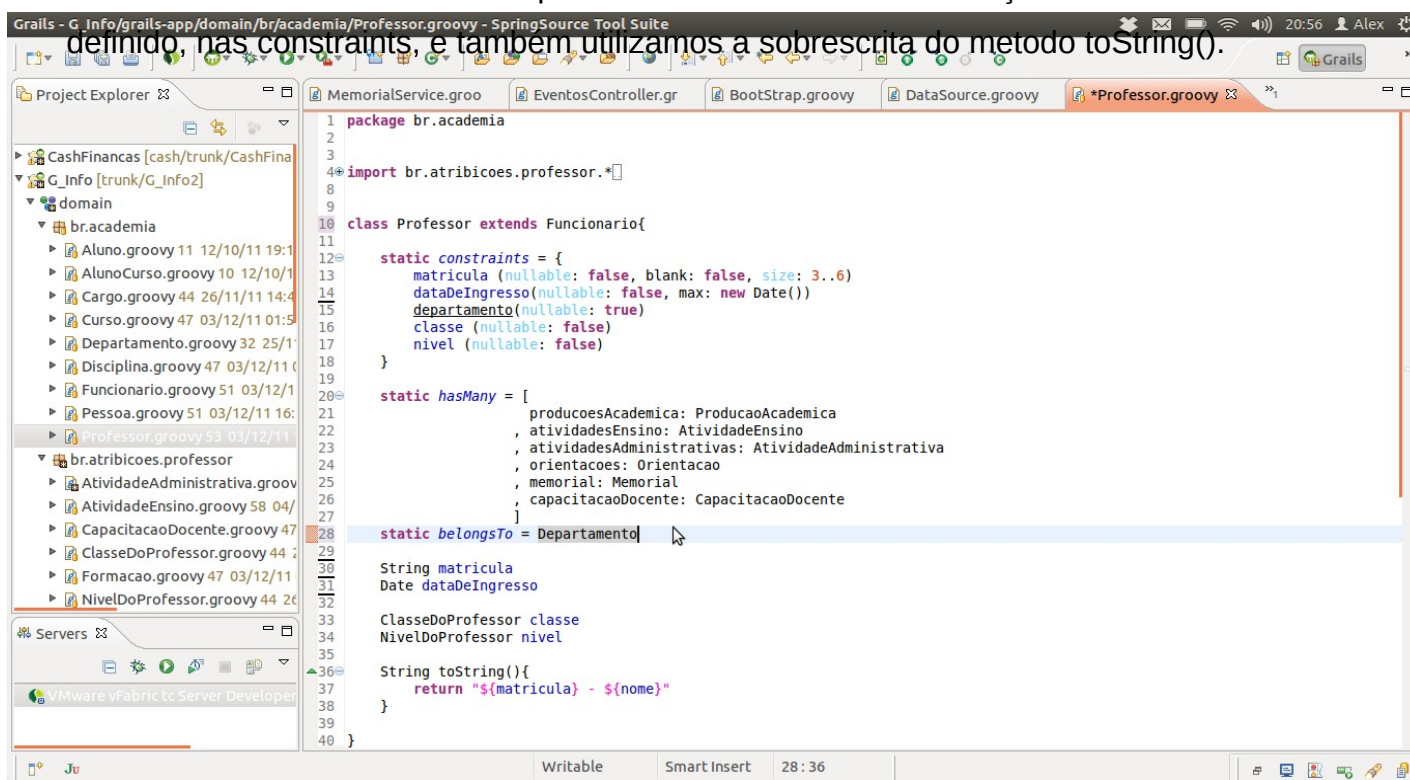 Grails - G_Info/grails-app/domain/br/academia/Professor.groovy - SpringSource Tool Suite
20:56 Alex
definido, nas constraints, e também utilizamos a sobrescrita do metodo toString().
Grails
Project Explorer
MemorialService.groo
EventosController.gr
BootStrap.groovy
DataSource.groovy
*Professor.groovy
»1
CashFinancas [cash/trunk/CashFina
G_Info [trunk/G_Info2]
domain
br.academia
Aluno.groovy 11 12/10/11 19:1
AlunoCurso.groovy 10 12/10/1
Cargo.groovy 44 26/11/11 14:4
Curso.groovy 47 03/12/11 01:5
Departamento.groovy 32 25/1
Disciplina.groovy 47 03/12/11 0
Funcionario.groovy 51 03/12/1
Pessoa.groovy 51 03/12/11 16:
Professor.groovy 53 03/12/11
br.atribicoes.professor
AtividadeAdministrativa.groov
AtividadeEnsino.groovy 58 04/
CapacitacaoDocente.groovy 47
ClasseDoProfessor.groovy 44 2
Formacao.groovy 47 03/12/11
NivelDoProfessor.groovy 44 26
Servers
VMware vFabric tc Server Developer
1 package br.academia
2
3
4 import br.atribicoes.professor.*
8
9
10 class Professor extends Funcionario{
11
12 static constraints = {
13 matricula (nullable: false, blank: false, size: 3..6)
14 dataDeIngresso(nullable: false, max: new Date())
15 departamento(nullable: true)
16 classe (nullable: false)
17 nivel (nullable: false)
18 }
19
20 static hasMany = [
21 producoesAcademica: ProducaoAcademica
22 , atividadesEnsino: AtividadeEnsino
23 , atividadesAdministrativas: AtividadeAdministrativa
24 , orientacoes: Orientacao
25 , memorial: Memorial
26 , capacitacaoDocente: CapacitacaoDocente
27 ]
28 static belongsTo = Departamento
29
30 String matricula
31 Date dataDeIngresso
32
33 ClasseDoProfessor classe
34 NivelDoProfessor nivel
35
36 String toString(){
37 return "${matricula} - ${nome}"
38 }
39
40 }
Ju
Writable
Smart Insert
28 : 36